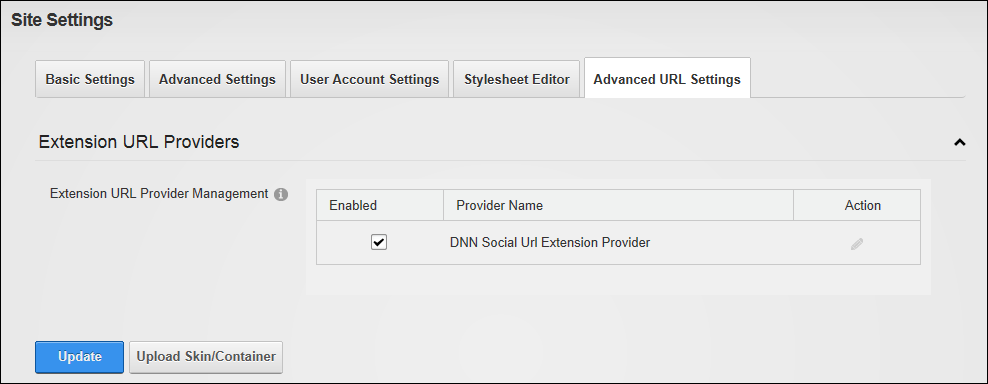 Site Settings
Basic Settings Advanced Settings User Account Settings Stylesheet Editor Advanced URL Settings
Extension URL Providers
Extension URL Provider Management
Enabled Provider Name Action
DNN Social Url Extension Provider
Update Upload Skin/Container